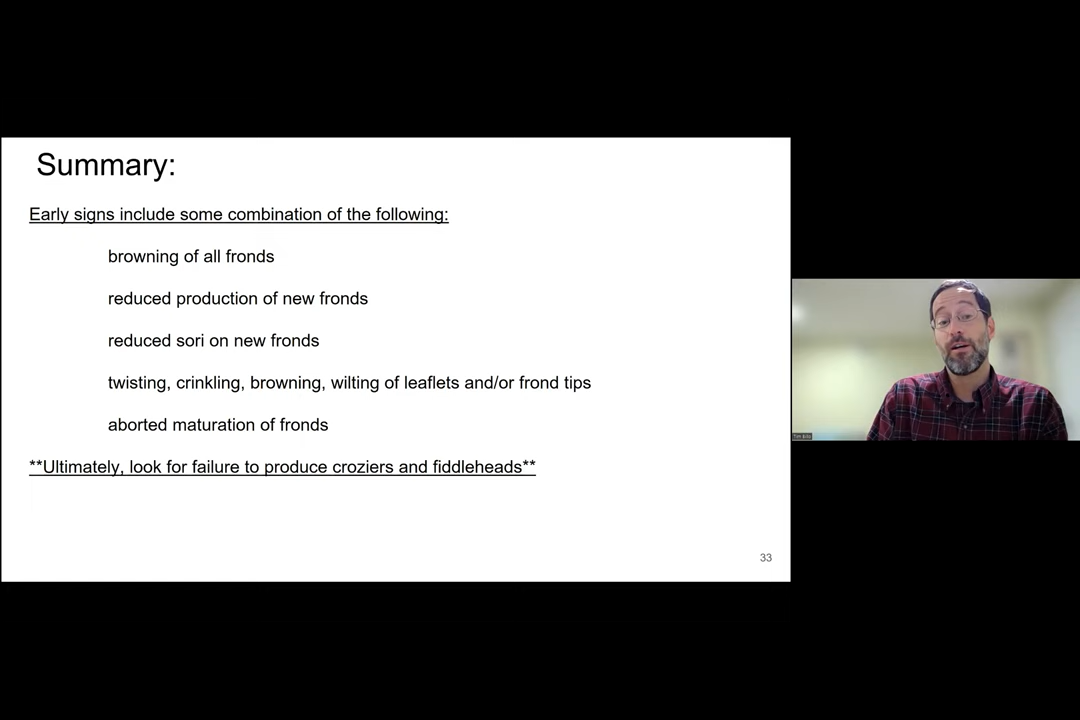 Summary:
Early signs include some combination of the following:
browning of all fronds
reduced production of new fronds
reduced sori on new fronds
twisting, crinkling, browning, wilting of leaflets and/or frond tips
aborted maturation of fronds
**Ultimately, look for failure to produce croziers and fiddleheads**
33